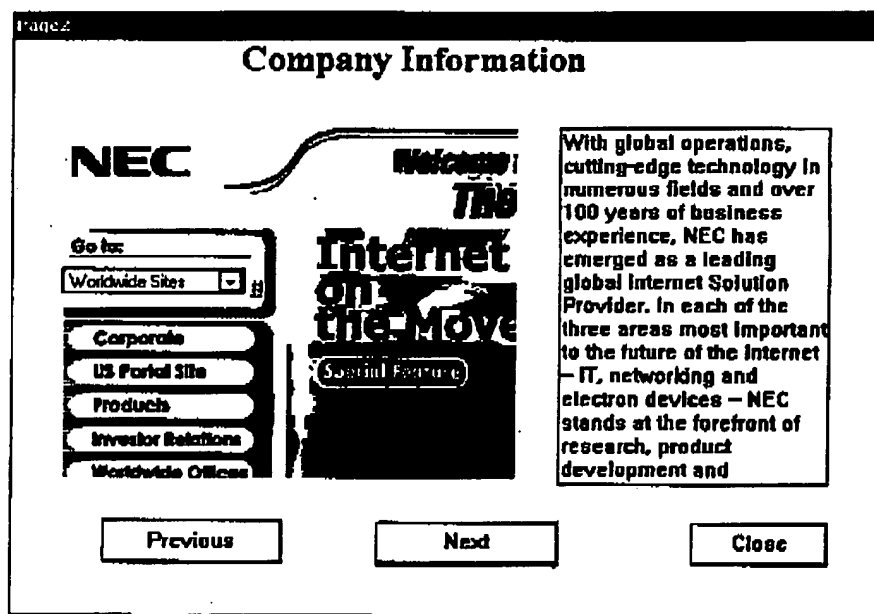 Page2
Company Information
NEC
Welcome
Go to:
Worldwide Sites
Internet
on
the Move
Special Feature
Corporate
US Portal Site
Products
Investor Relations
Worldwide Offices
With global operations,
cutting-edge technology in
numerous fields and over
100 years of business
experience, NEC has
emerged as a leading
global Internet Solution
Provider. In each of the
three areas most important
to the future of the Internet
– IT, networking and
electron devices – NEC
stands at the forefront of
research, product
development and
Previous
Next
Close